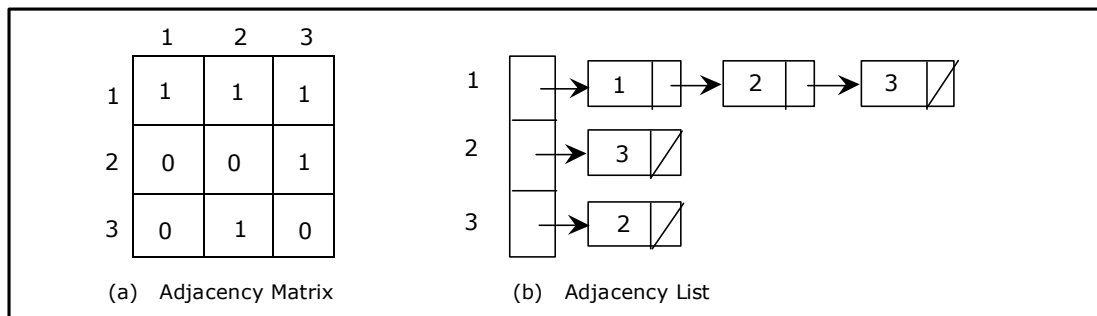 1 2 3
1 1 1 1
2 0 0 1
3 0 1 0
(a) Adjacency Matrix
1 1 2 3
2 3
3 2
(b) Adjacency List